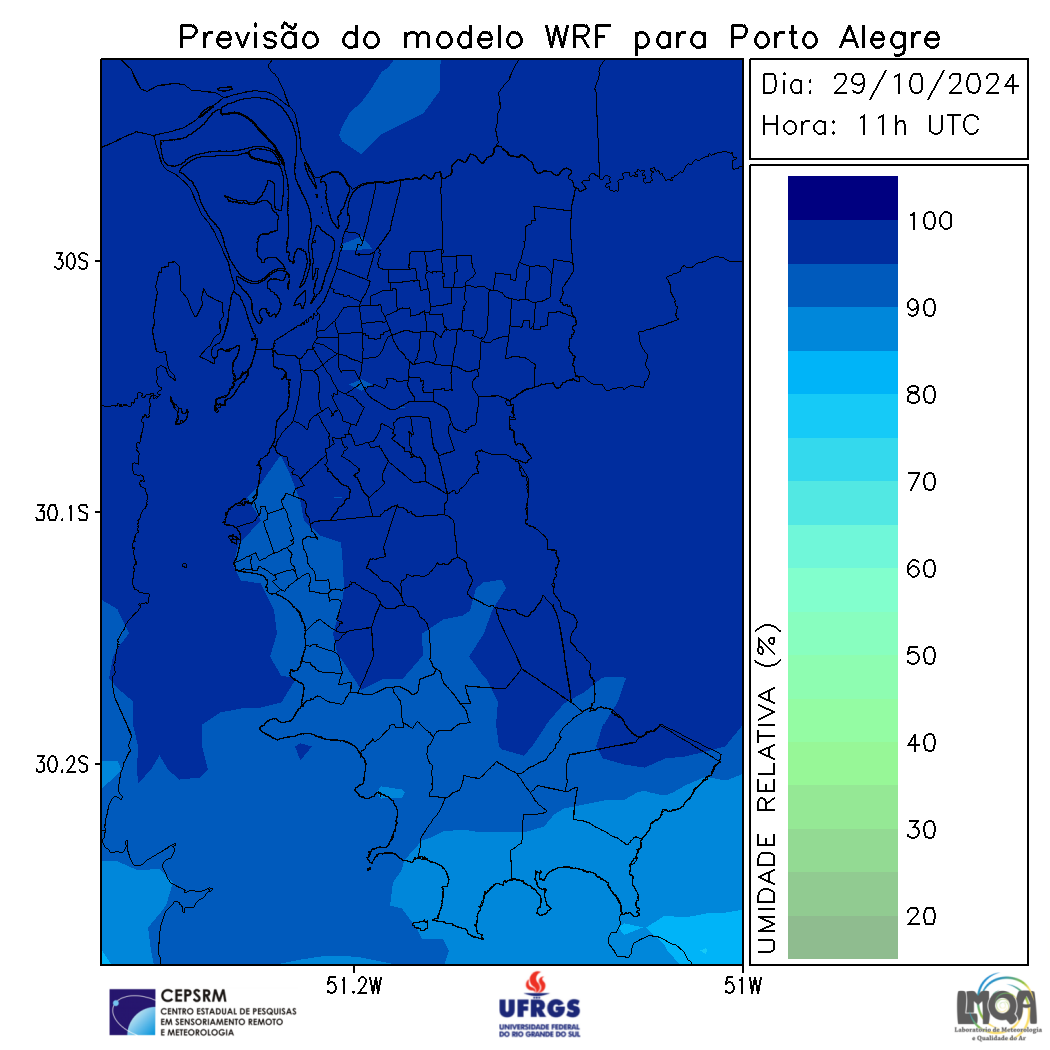 Previsão do modelo WRF para Porto Alegre
Dia: 29/10/2024
Hora: 11h UTC
30S
30.1S
30.2S
51.2W
51W
UMIDADE RELATIVA (%)
100
90
80
70
60
50
40
30
20
CEPSRM
CENTRO ESTADUAL DE PESQUISAS
EM SENSORIAMENTO REMOTO
E METEOROLOGIA
UFRGS
UNIVERSIDADE FEDERAL
DO RIO GRANDE DO SUL
LMQA
Laboratório de Meteorologia
e Qualidade do Ar